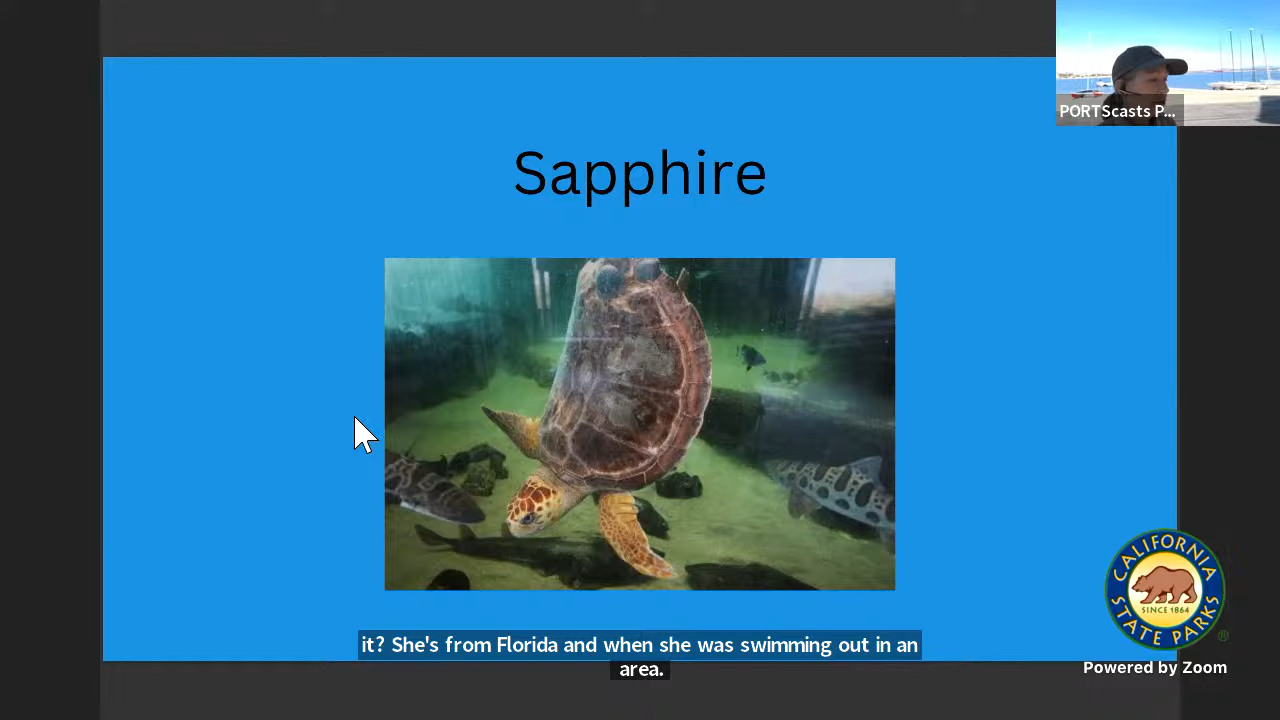 PORTScasts P...
Sapphire
it? She's from Florida and when she was swimming out in an
area.
CALIFORNIA
SINCE 1864
STATE PARKS
®
Powered by Zoom